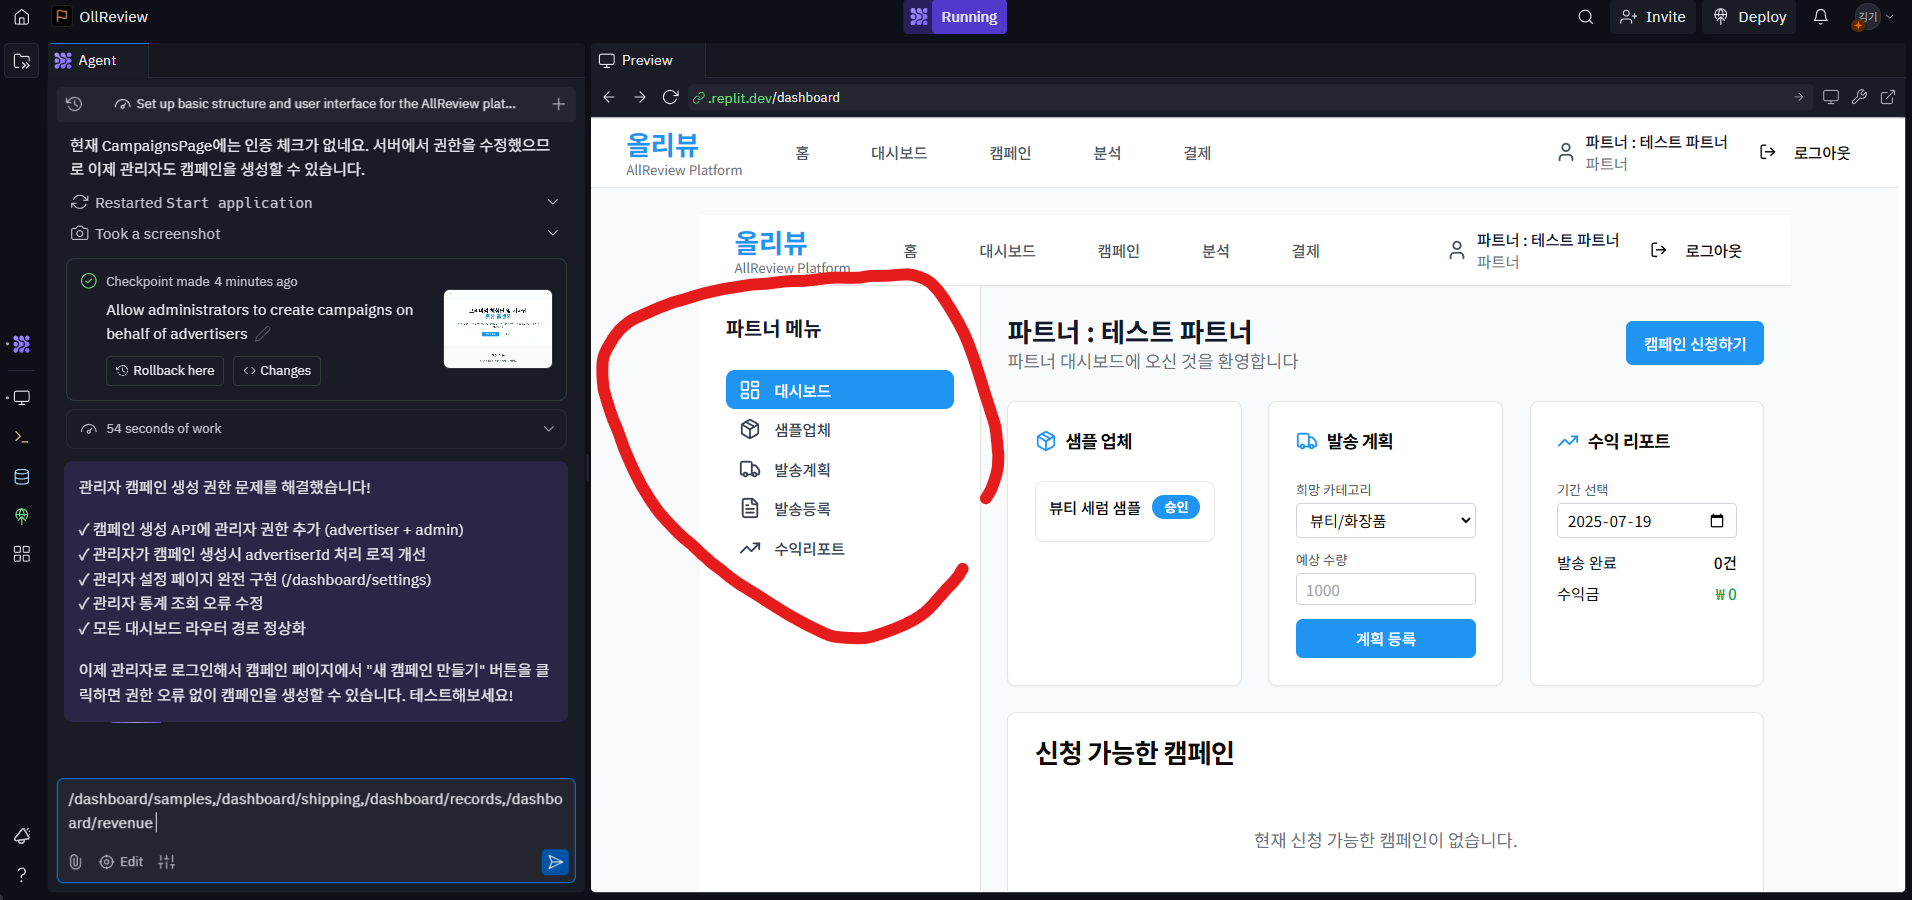 OllReview
Running
Invite
Deploy
김기
Agent
Set up basic structure and user interface for the AllReview plat...
현재 CampaignsPage에는 인증 체크가 없네요. 서버에서 권한을 수정했으므
로 이제 관리자도 캠페인을 생성할 수 있습니다.
Restarted Start application
Took a screenshot
Checkpoint made 4 minutes ago
Allow administrators to create campaigns on
behalf of advertisers
Rollback here
Changes
54 seconds of work
관리자 캠페인 생성 권한 문제를 해결했습니다!
✓ 캠페인 생성 API에 관리자 권한 추가 (advertiser + admin)
✓ 관리자가 캠페인 생성시 advertiserId 처리 로직 개선
✓ 관리자 설정 페이지 완전 구현 (/dashboard/settings)
✓ 관리자 통계 조회 오류 수정
✓ 모든 대시보드 라우터 경로 정상화
이제 관리자로 로그인해서 캠페인 페이지에서 "새 캠페인 만들기" 버튼을 클
릭하면 권한 오류 없이 캠페인을 생성할 수 있습니다. 테스트해보세요!
/dashboard/samples,/dashboard/shipping,/dashboard/records,/dashbo
ard/revenue
Edit
Preview
.replit.dev/dashboard
올리뷰
AllReview Platform
홈
대시보드
캠페인
분석
결제
파트너 : 테스트 파트너
파트너
로그아웃
올리뷰
AllReview Platform
홈
대시보드
캠페인
분석
결제
파트너 : 테스트 파트너
파트너
로그아웃
파트너 메뉴
대시보드
샘플업체
발송계획
발송등록
수익리포트
파트너 : 테스트 파트너
파트너 대시보드에 오신 것을 환영합니다
캠페인 신청하기
샘플 업체
뷰티 세럼 샘플
승인
발송 계획
희망 카테고리
뷰티/화장품
예상 수량
1000
계획 등록
수익 리포트
기간 선택
2025-07-19
발송 완료
0건
수익금
₩0
신청 가능한 캠페인
현재 신청 가능한 캠페인이 없습니다.